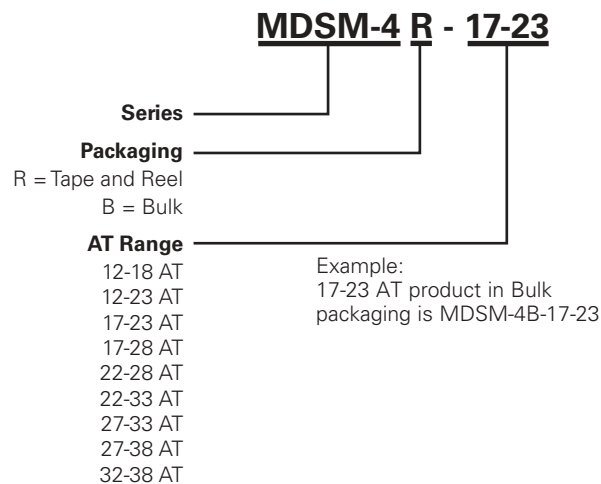 MDSM-4 R - 17-23
Series
Packaging
R = Tape and Reel
B = Bulk
AT Range
12-18 AT
12-23 AT
17-23 AT
17-28 AT
22-28 AT
22-33 AT
27-33 AT
27-38 AT
32-38 AT
Example:
17-23 AT product in Bulk
packaging is MDSM-4B-17-23